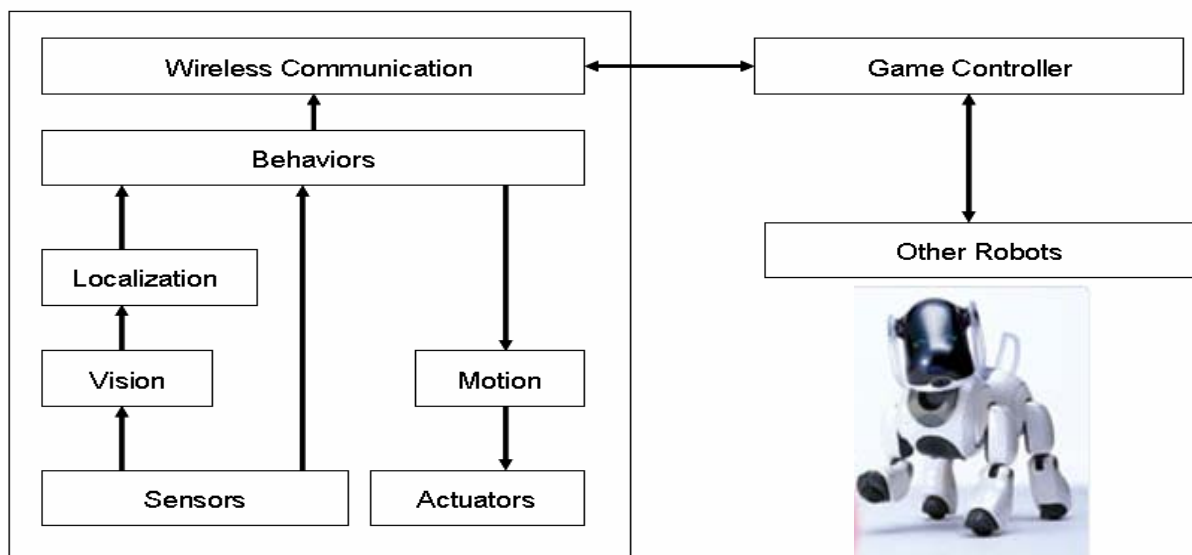 Wireless Communication
Game Controller
Behaviors
Other Robots
Localization
Vision
Motion
Sensors
Actuators